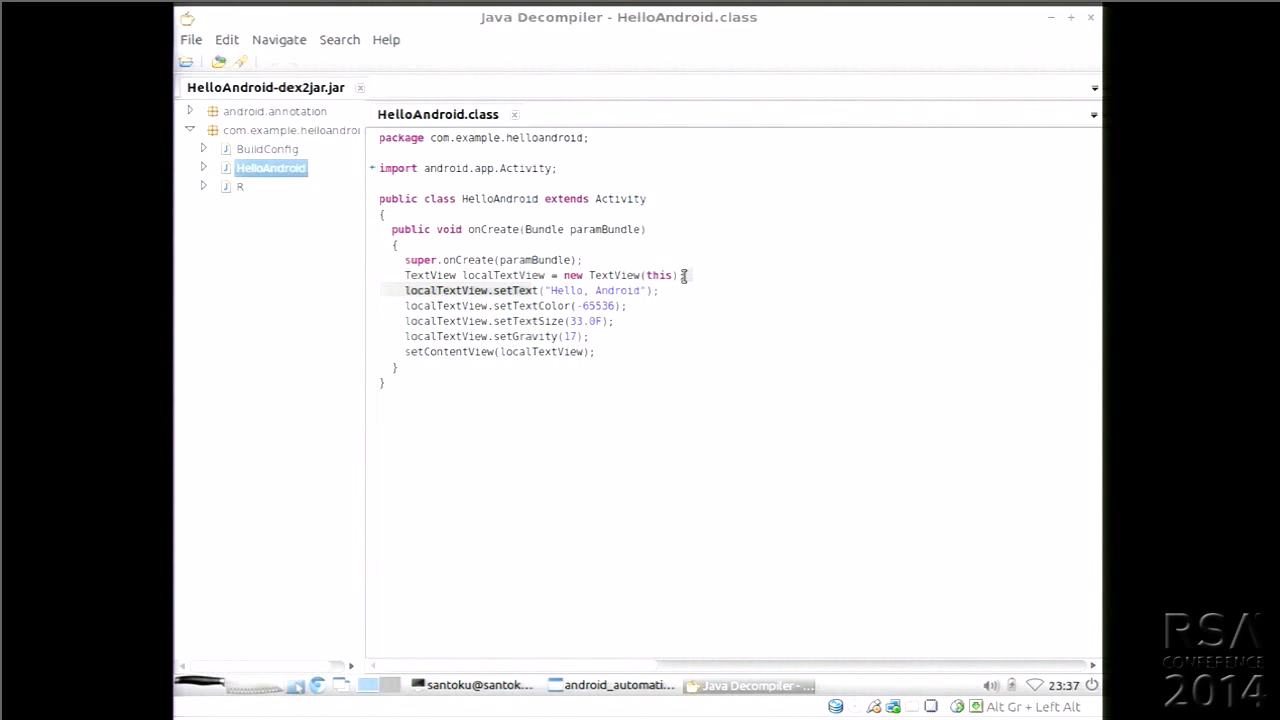 Java Decompiler - HelloAndroid.class
File Edit Navigate Search Help
HelloAndroid-dex2jar.jar
android.annotation
com.example.helloandroi
BuildConfig
HelloAndroid
R
HelloAndroid.class
package com.example.helloandroid;
import android.app.Activity;
public class HelloAndroid extends Activity
{
public void onCreate(Bundle paramBundle)
{
super.onCreate(paramBundle);
TextView localTextView = new TextView(this)
localTextView.setText("Hello, Android");
localTextView.setTextColor(-65536);
localTextView.setTextSize(33.0F);
localTextView.setGravity(17);
setContentView(localTextView);
}
}
santoku@santok...
android_automati...
Java Decompiler - ...
23:37
Alt Gr + Left Alt
RSA
CONFERENCE
2014